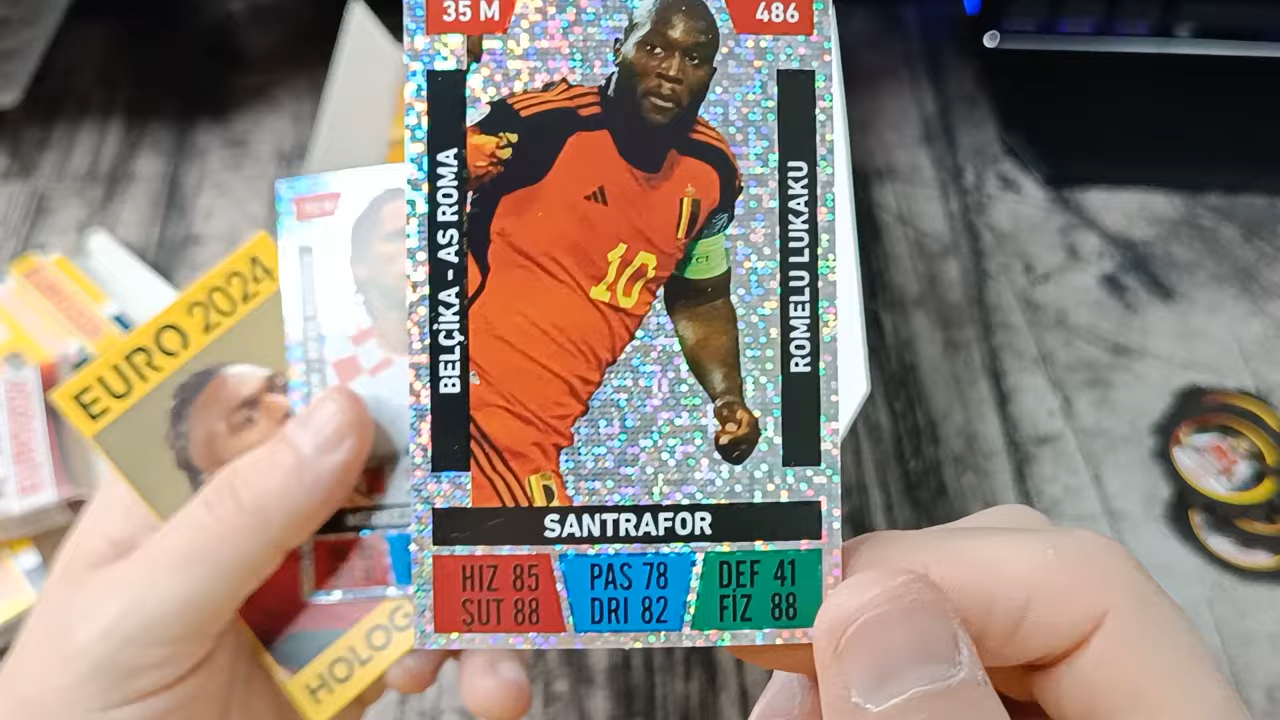 35 M
486
BELÇİKA - AS ROMA
ROMELU LUKAKU
10
SANTRAFOR
HIZ 85
ŞUT 88
PAS 78
DRI 82
DEF 41
FİZ 88
EURO 2024
HOLOG